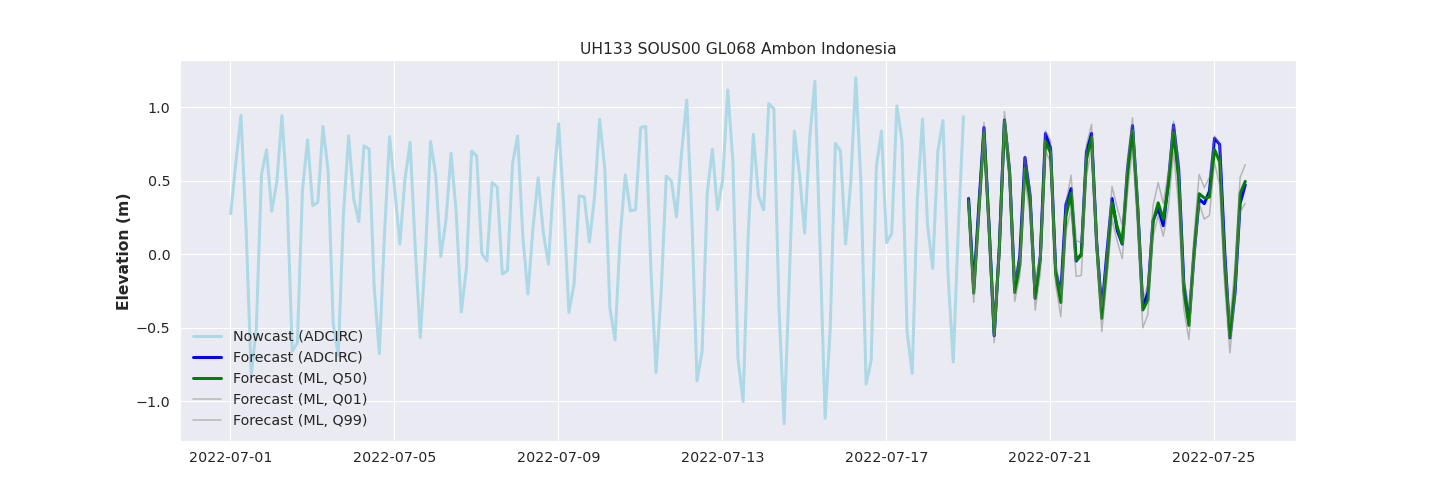 UH133 SOUS00 GL068 Ambon Indonesia
Elevation (m)
1.0
0.5
0.0
−0.5
−1.0
Nowcast (ADCIRC)
Forecast (ADCIRC)
Forecast (ML, Q50)
Forecast (ML, Q01)
Forecast (ML, Q99)
2022-07-01 2022-07-05 2022-07-09 2022-07-13 2022-07-17 2022-07-21 2022-07-25